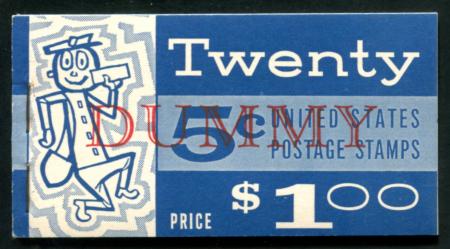 Twenty
DUMMY
5¢ UNITED STATES
POSTAGE STAMPS
PRICE $1.00